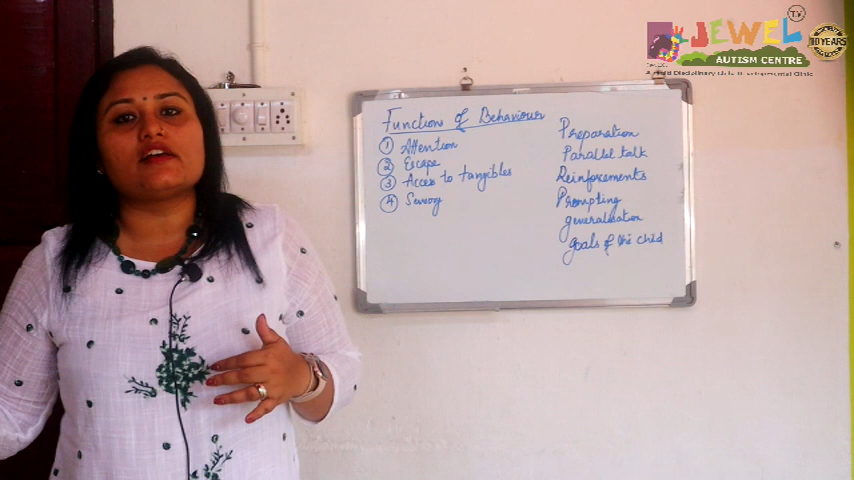 JEWEL
TM
10 YEARS
AUTISM CENTRE
Function of Behaviour
① Attention
② Escape
③ Access to tangibles
④ Sensory
Preparation
Parallel talk
Reinforcements
Prompting
generalisation
goals of the child